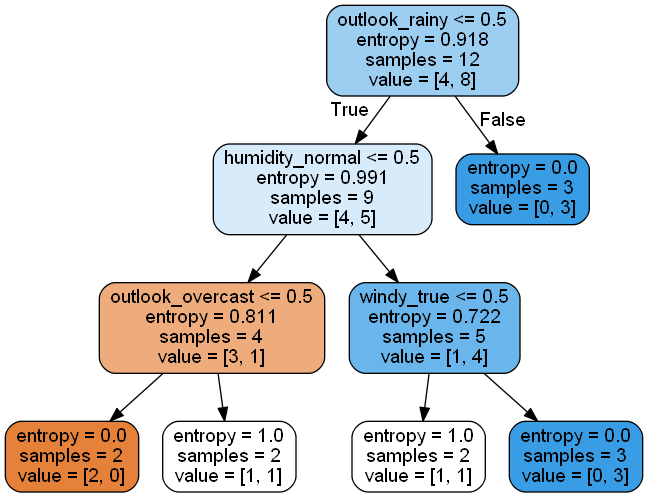 outlook_rainy <= 0.5
entropy = 0.918
samples = 12
value = [4, 8]
True
False
humidity_normal <= 0.5
entropy = 0.991
samples = 9
value = [4, 5]
entropy = 0.0
samples = 3
value = [0, 3]
outlook_overcast <= 0.5
entropy = 0.811
samples = 4
value = [3, 1]
windy_true <= 0.5
entropy = 0.722
samples = 5
value = [1, 4]
entropy = 0.0
samples = 2
value = [2, 0]
entropy = 1.0
samples = 2
value = [1, 1]
entropy = 1.0
samples = 2
value = [1, 1]
entropy = 0.0
samples = 3
value = [0, 3]